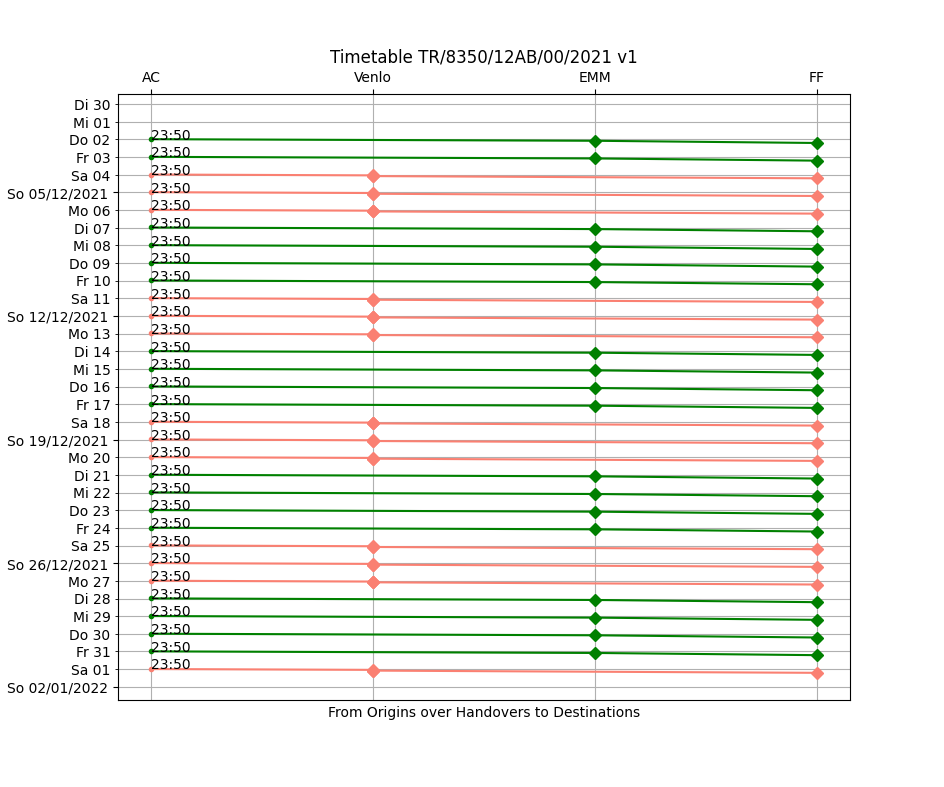 Timetable TR/8350/12AB/00/2021 v1
AC Venlo EMM FF
Di 30
Mi 01
Do 02 23:50
Fr 03 23:50
Sa 04 23:50
So 05/12/2021 23:50
Mo 06 23:50
Di 07 23:50
Mi 08 23:50
Do 09 23:50
Fr 10 23:50
Sa 11 23:50
So 12/12/2021 23:50
Mo 13 23:50
Di 14 23:50
Mi 15 23:50
Do 16 23:50
Fr 17 23:50
Sa 18 23:50
So 19/12/2021 23:50
Mo 20 23:50
Di 21 23:50
Mi 22 23:50
Do 23 23:50
Fr 24 23:50
Sa 25 23:50
So 26/12/2021 23:50
Mo 27 23:50
Di 28 23:50
Mi 29 23:50
Do 30 23:50
Fr 31 23:50
Sa 01 23:50
So 02/01/2022
From Origins over Handovers to Destinations